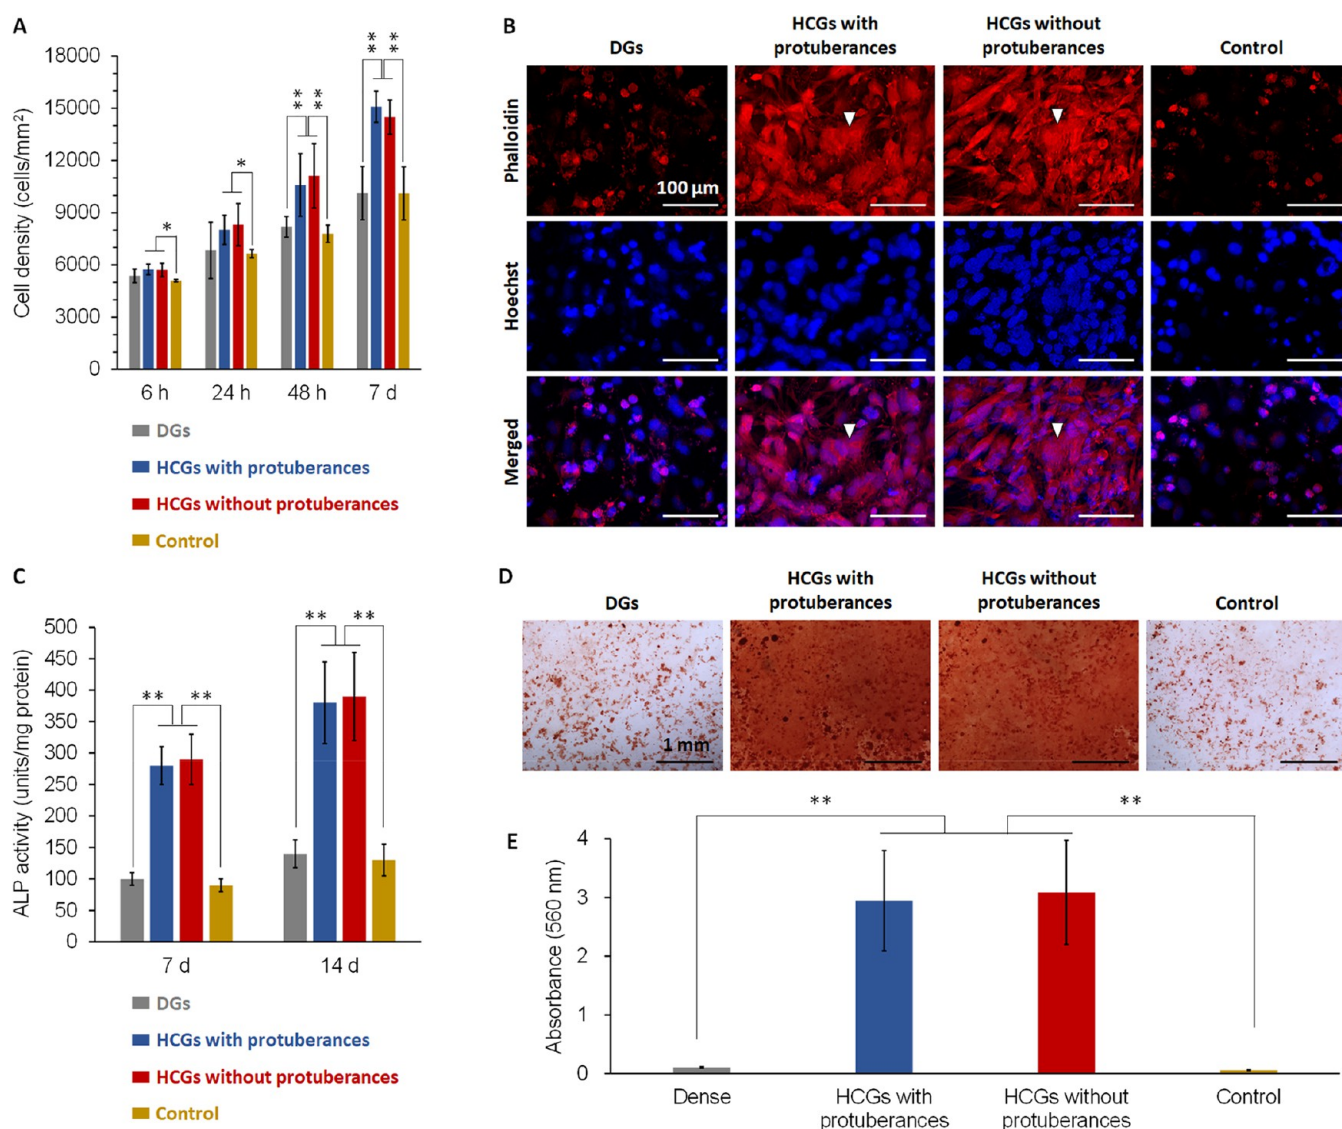 A
**
**
**
**
*
*
18000
15000
12000
9000
6000
3000
0
Cell density (cells/mm²)
6 h
24 h
48 h
7 d
DGs
HCGs with protuberances
HCGs without protuberances
Control
B
DGs
HCGs with
protuberances
HCGs without
protuberances
Control
Phalloidin
100 µm
Hoechst
Merged
C
**
**
**
**
500
450
400
350
300
250
200
150
100
50
0
ALP activity (units/mg protein)
7 d
14 d
DGs
HCGs with protuberances
HCGs without protuberances
Control
D
DGs
HCGs with
protuberances
HCGs without
protuberances
Control
1 mm
E
**
**
4
3
2
1
0
Absorbance (560 nm)
Dense
HCGs with
protuberances
HCGs without
protuberances
Control